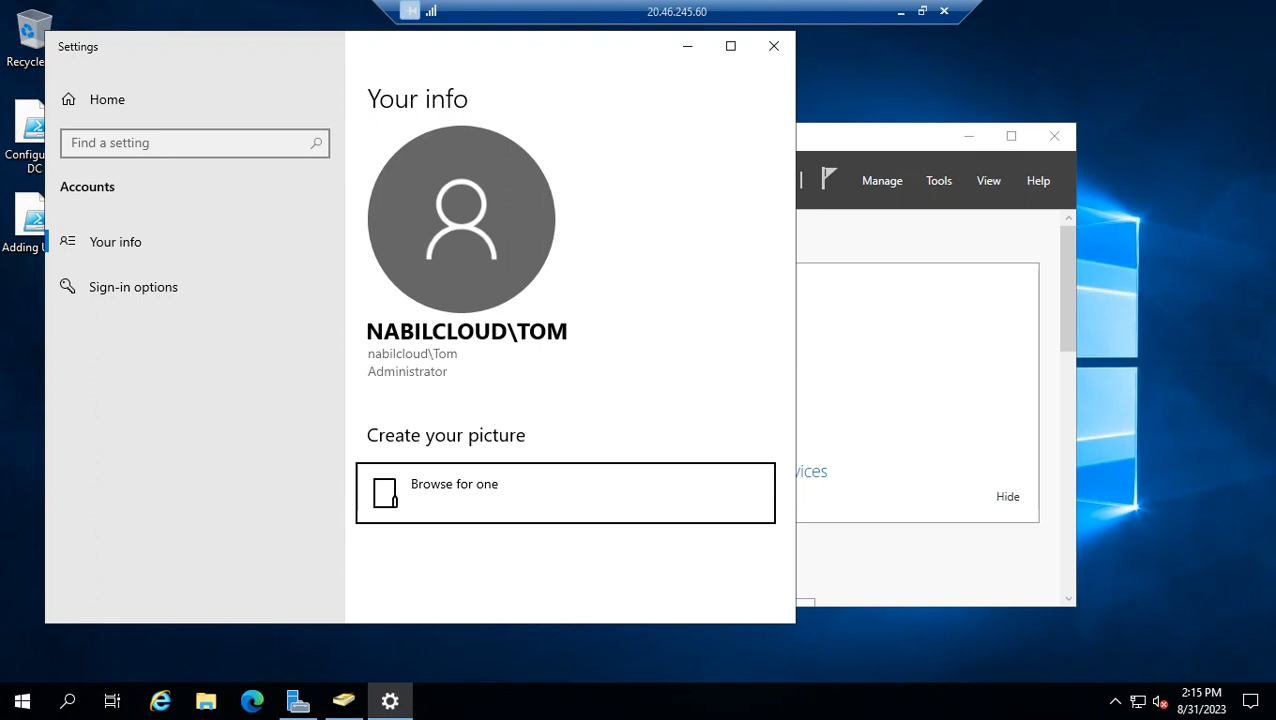 20.46.245.60
Recycle
Configu
DC
Adding U
Settings
Home
Find a setting
Accounts
Your info
Sign-in options
Your info
NABILCLOUD\TOM
nabilcloud\Tom
Administrator
Create your picture
Browse for one
Manage
Tools
View
Help
vices
Hide
2:15 PM
8/31/2023